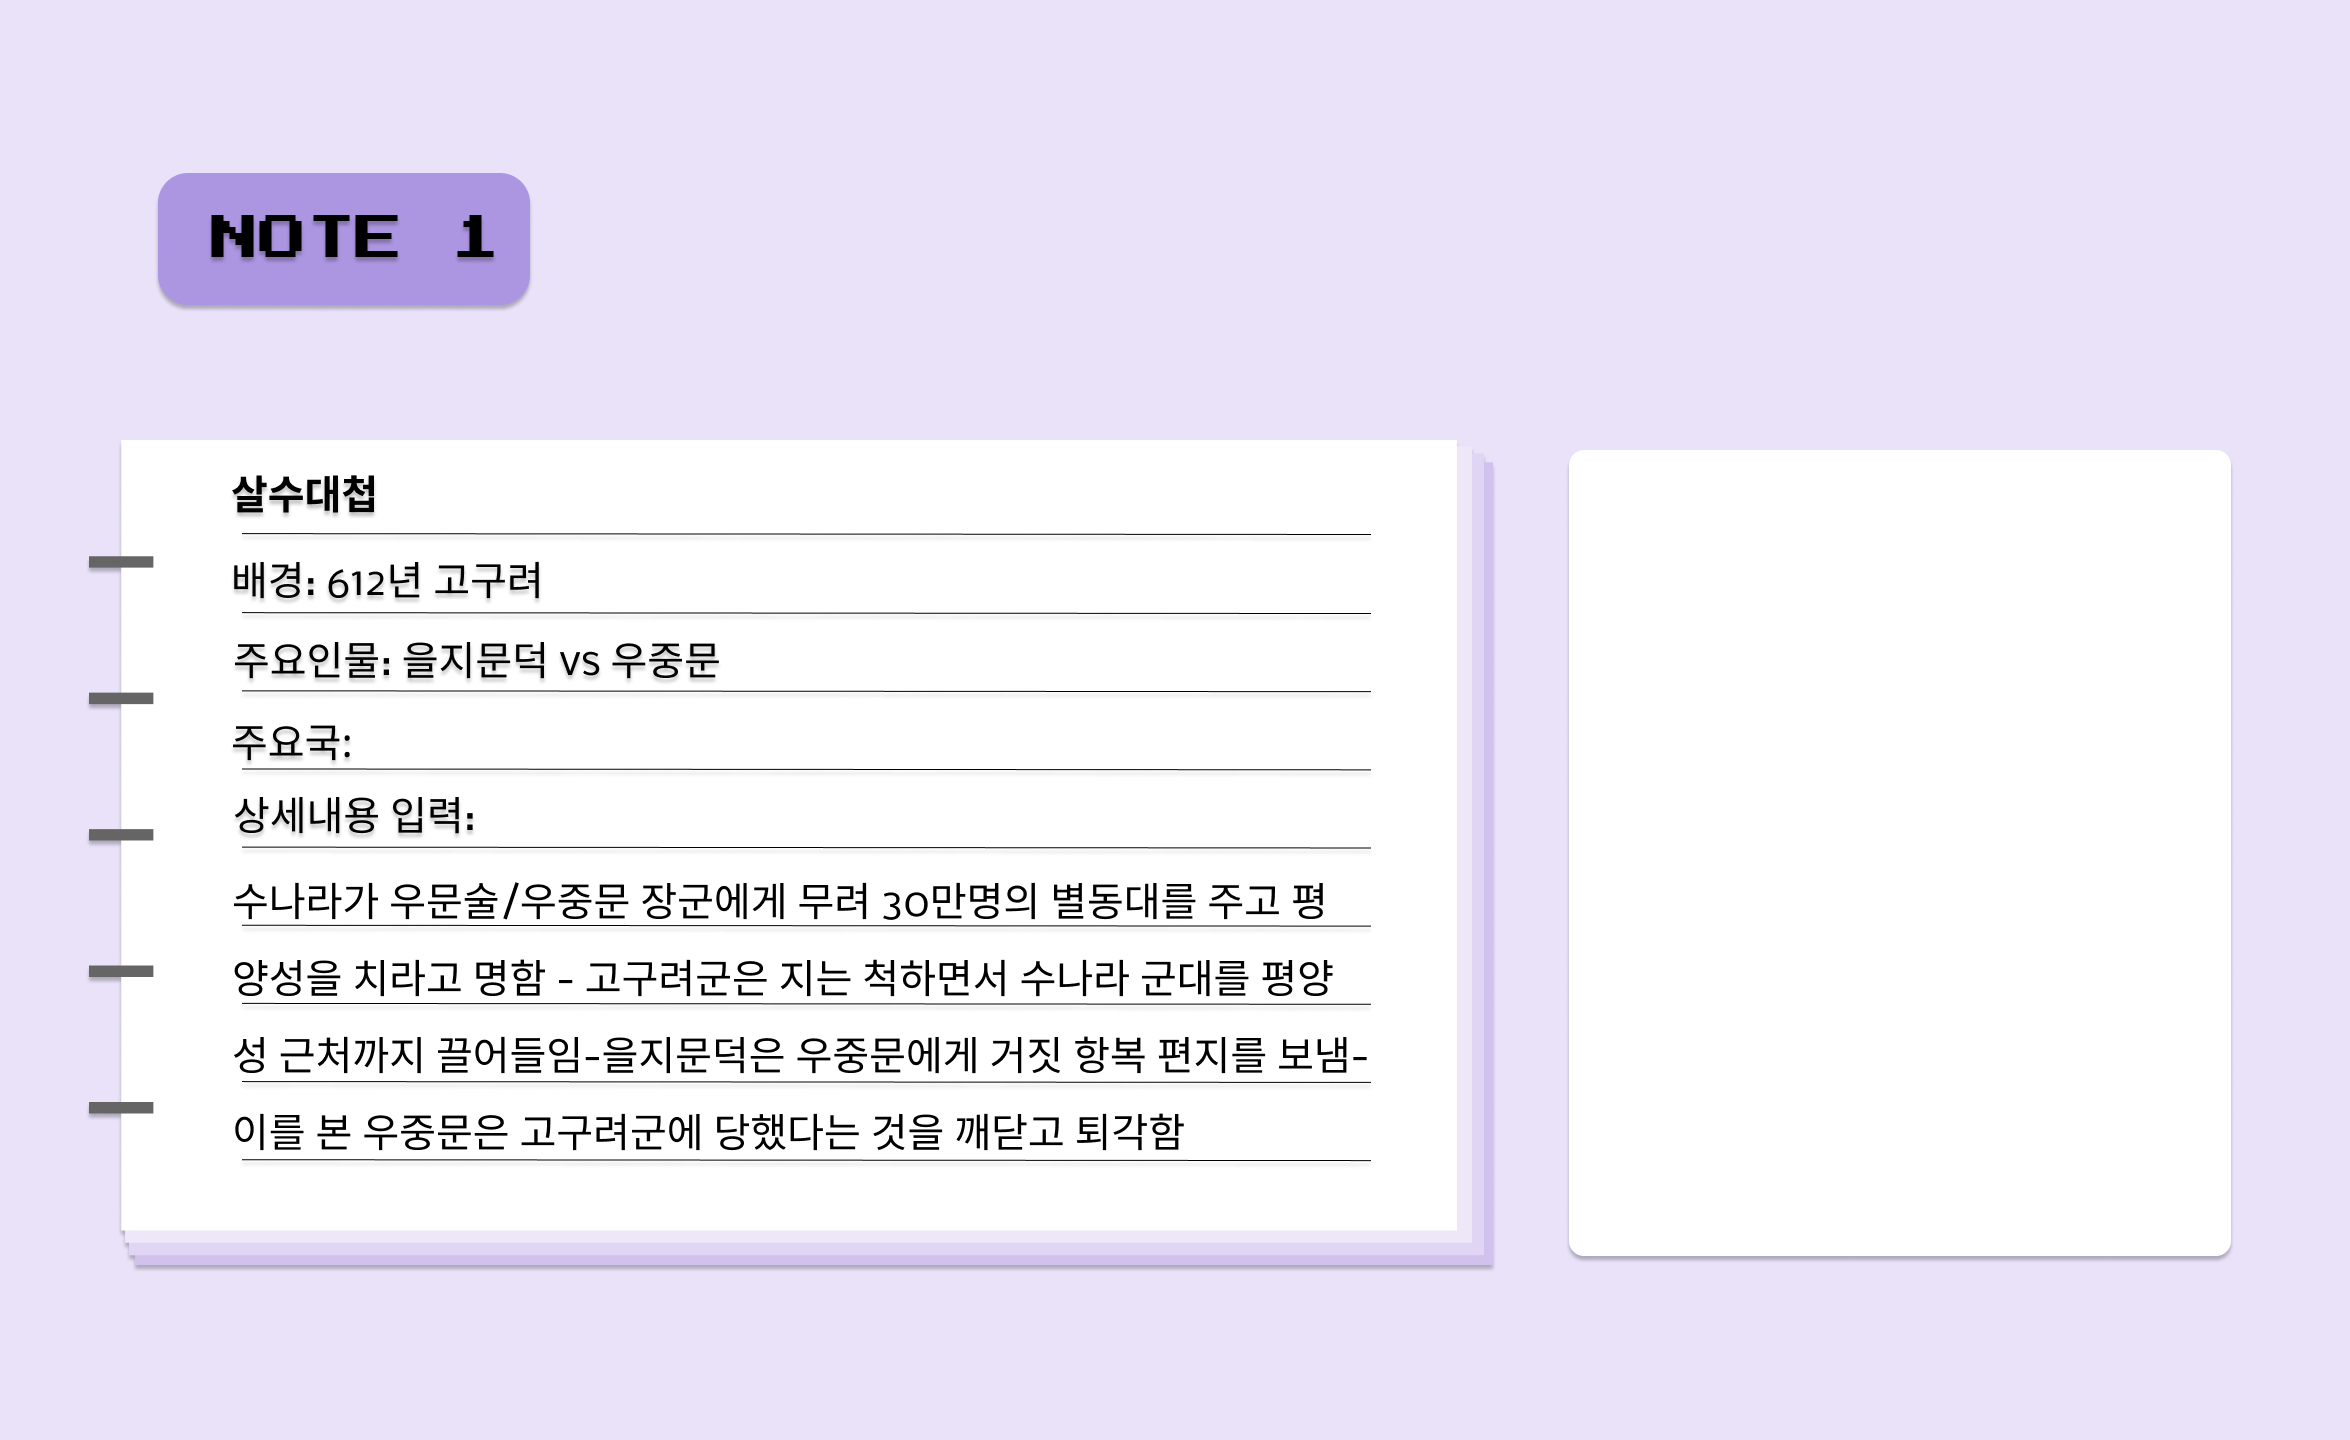 NOTE 1
살수대첩
배경: 612년 고구려
주요인물: 을지문덕 vs 우중문
주요국:
상세내용 입력:
수나라가 우문술/우중문 장군에게 무려 30만명의 별동대를 주고 평
양성을 치라고 명함 - 고구려군은 지는 척하면서 수나라 군대를 평양
성 근처까지 끌어들임-을지문덕은 우중문에게 거짓 항복 편지를 보냄-
이를 본 우중문은 고구려군에 당했다는 것을 깨닫고 퇴각함